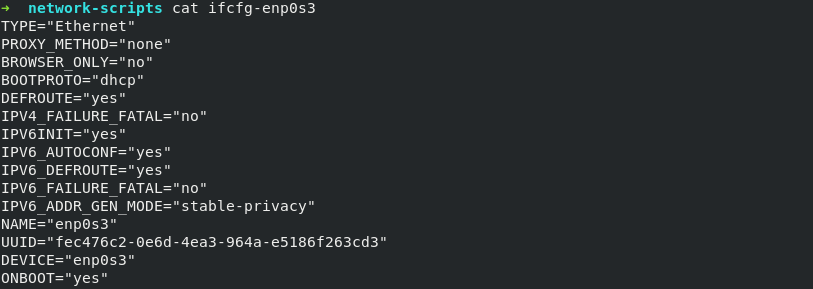 ➜ network-scripts cat ifcfg-enp0s3
TYPE="Ethernet"
PROXY_METHOD="none"
BROWSER_ONLY="no"
BOOTPROTO="dhcp"
DEFROUTE="yes"
IPV4_FAILURE_FATAL="no"
IPV6INIT="yes"
IPV6_AUTOCONF="yes"
IPV6_DEFROUTE="yes"
IPV6_FAILURE_FATAL="no"
IPV6_ADDR_GEN_MODE="stable-privacy"
NAME="enp0s3"
UUID="fec476c2-0e6d-4ea3-964a-e5186f263cd3"
DEVICE="enp0s3"
ONBOOT="yes"